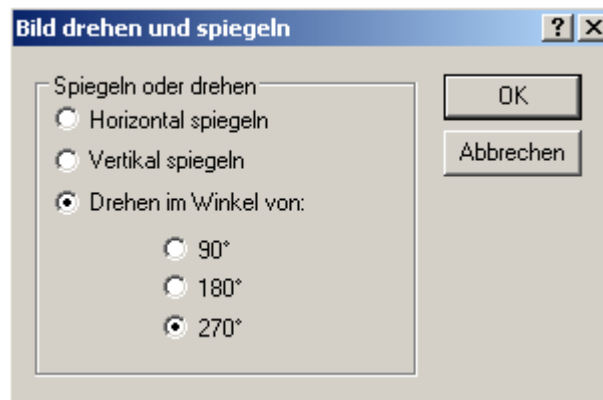 Bild drehen und spiegeln
Spiegeln oder drehen
Horizontal spiegeln
Vertikal spiegeln
Drehen im Winkel von:
90°
180°
270°
OK
Abbrechen